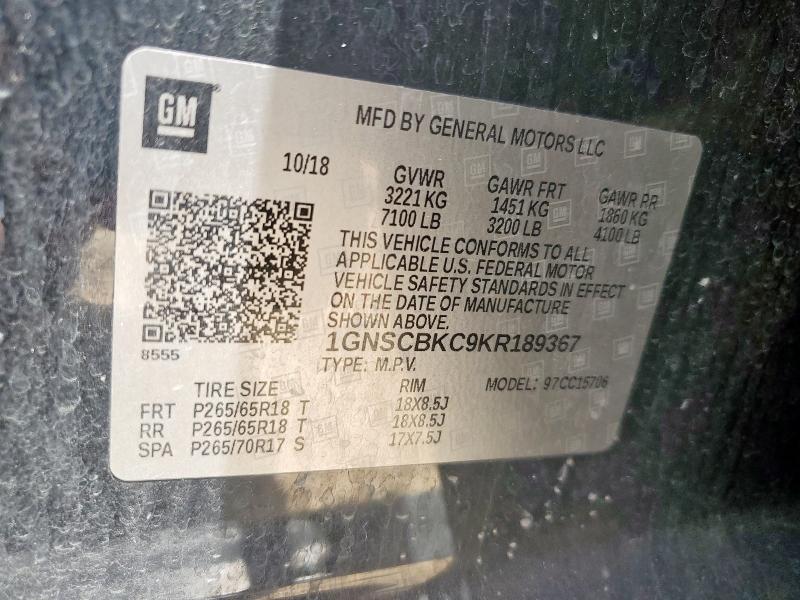 GM
MFD BY GENERAL MOTORS LLC
10/18
GVWR GAWR FRT GAWR RR
3221 KG 1451 KG 1860 KG
7100 LB 3200 LB 4100 LB
THIS VEHICLE CONFORMS TO ALL
APPLICABLE U.S. FEDERAL MOTOR
VEHICLE SAFETY STANDARDS IN EFFECT
ON THE DATE OF MANUFACTURE
SHOWN ABOVE.
8555
1GNSCBKC9KR189367
TYPE: M.P.V.
MODEL: 97CC15706
TIRE SIZE RIM
FRT P265/65R18 T 18X8.5J
RR P265/65R18 T 18X8.5J
SPA P265/70R17 S 17X7.5J